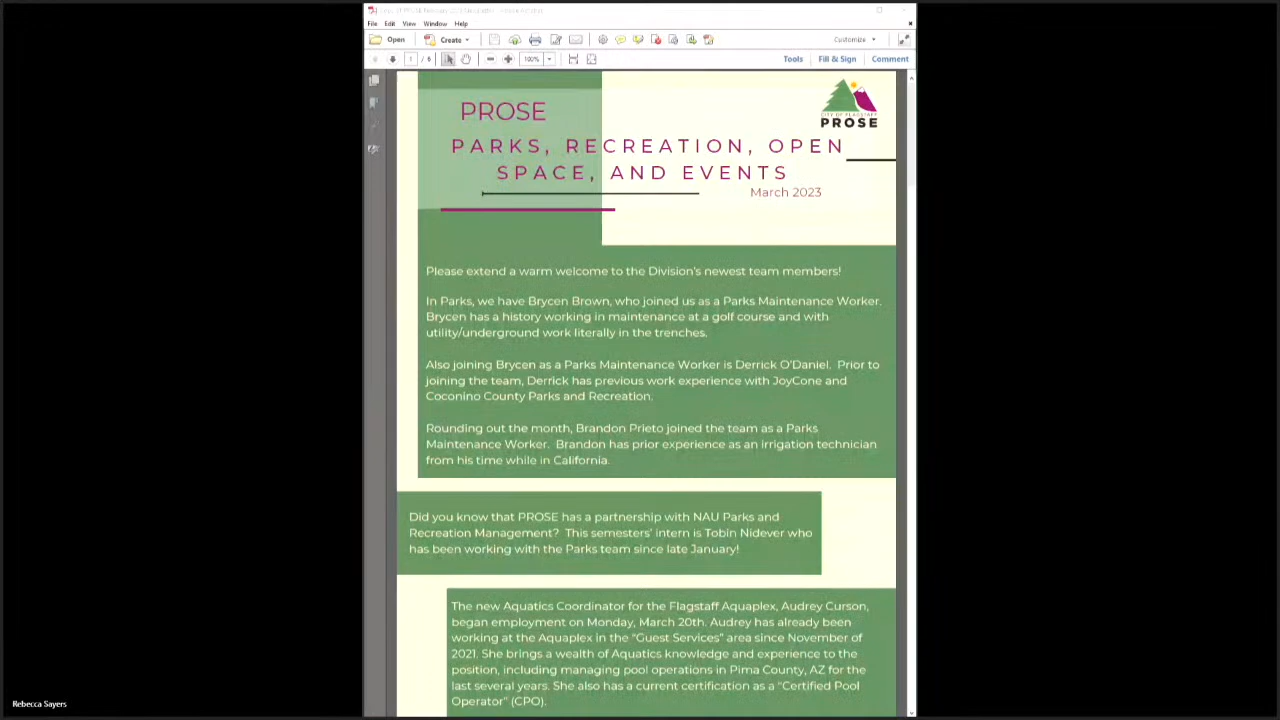 File Edit View Window Help
Open Create Customize
1 / 6 100% Tools Fill & Sign Comment
PROSE
CITY OF FLAGSTAFF
PROSE
PARKS, RECREATION, OPEN
SPACE, AND EVENTS
March 2023
Please extend a warm welcome to the Division's newest team members!
In Parks, we have Brycen Brown, who joined us as a Parks Maintenance Worker.
Brycen has a history working in maintenance at a golf course and with
utility/underground work literally in the trenches.
Also joining Brycen as a Parks Maintenance Worker is Derrick O'Daniel. Prior to
joining the team, Derrick has previous work experience with JoyCone and
Coconino County Parks and Recreation.
Rounding out the month, Brandon Prieto joined the team as a Parks
Maintenance Worker. Brandon has prior experience as an irrigation technician
from his time while in California.
Did you know that PROSE has a partnership with NAU Parks and
Recreation Management? This semesters' intern is Tobin Nidever who
has been working with the Parks team since late January!
The new Aquatics Coordinator for the Flagstaff Aquaplex, Audrey Curson,
began employment on Monday, March 20th. Audrey has already been
working at the Aquaplex in the "Guest Services" area since November of
2021. She brings a wealth of Aquatics knowledge and experience to the
position, including managing pool operations in Pima County, AZ for the
last several years. She also has a current certification as a "Certified Pool
Operator" (CPO).
Rebecca Sayers